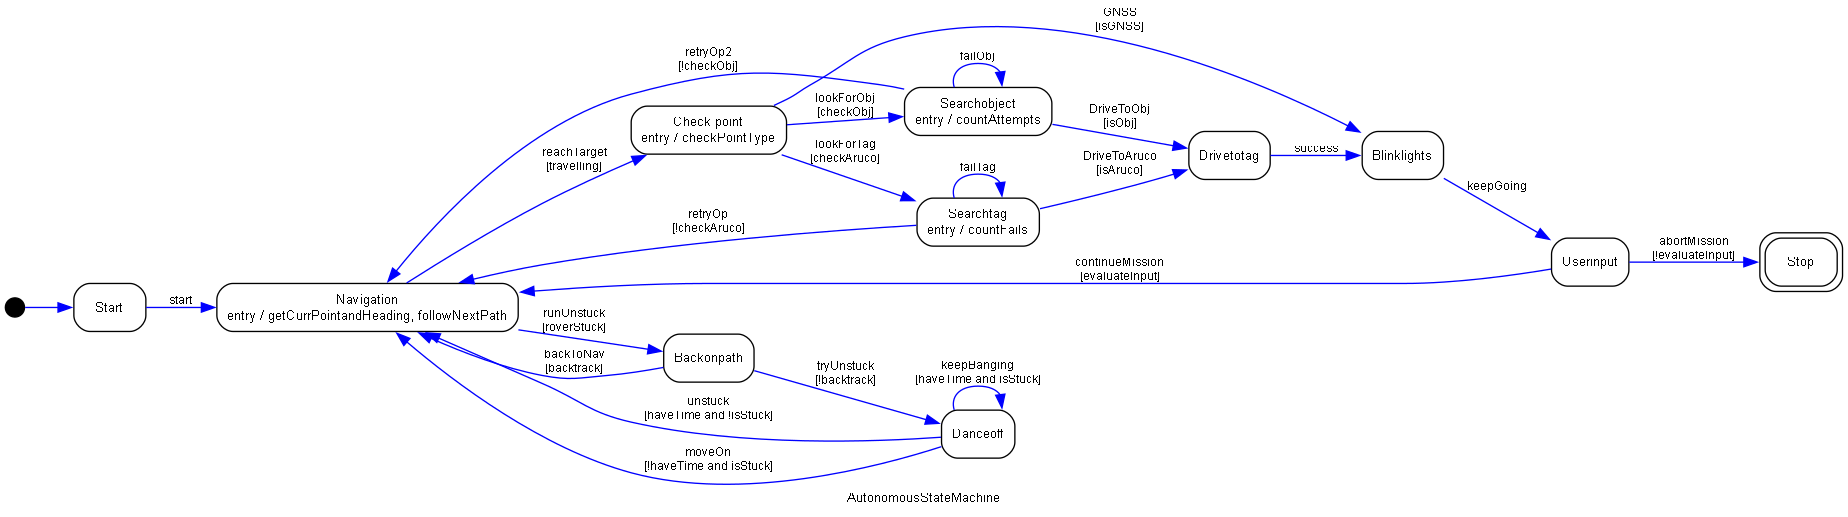 GNSS
[isGNSS]
retryOp2
[!checkObj]
failObj
lookForObj
[checkObj]
Searchobject
entry / countAttempts
DriveToObj
[isObj]
Check point
entry / checkPointType
reachTarget
[travelling]
lookForTag
[checkAruco]
failTag
DriveToAruco
[isAruco]
Drivetotag
success
Blinklights
keepGoing
retryOp
[!checkAruco]
Searchtag
entry / countFails
continueMission
[evaluateInput]
Userinput
abortMission
[!evaluateInput]
Stop
Start
start
Navigation
entry / getCurrPointandHeading, followNextPath
runUnstuck
[roverStuck]
backToNav
[backtrack]
Backonpath
tryUnstuck
[!backtrack]
keepBanging
[haveTime and isStuck]
unstuck
[haveTime and !isStuck]
Danceoff
moveOn
[!haveTime and isStuck]
AutonomousStateMachine